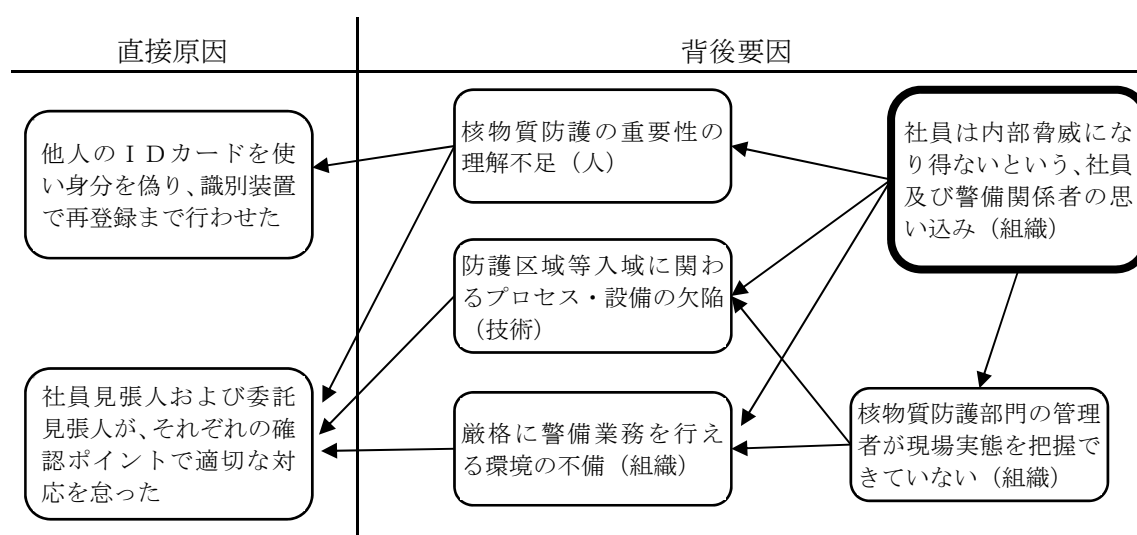 直接原因
背後要因
他人のＩＤカードを使
い身分を偽り、識別装置
で再登録まで行わせた
核物質防護の重要性の
理解不足（人）
社員は内部脅威にな
り得ないという、社員
及び警備関係者の思
い込み（組織）
防護区域等入域に関わ
るプロセス・設備の欠陥
（技術）
社員見張人および委託
見張人が、それぞれの確
認ポイントで適切な対
応を怠った
厳格に警備業務を行え
る環境の不備（組織）
核物質防護部門の管理
者が現場実態を把握で
きていない（組織）